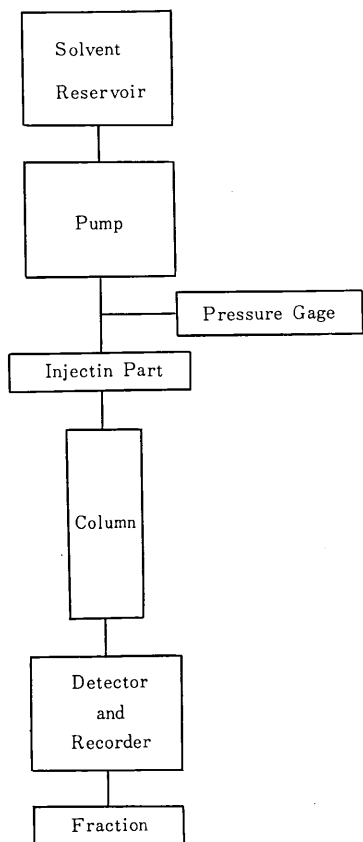 Solvent
Reservoir
Pump
Pressure Gage
Injectin Part
Column
Detector
and
Recorder
Fraction